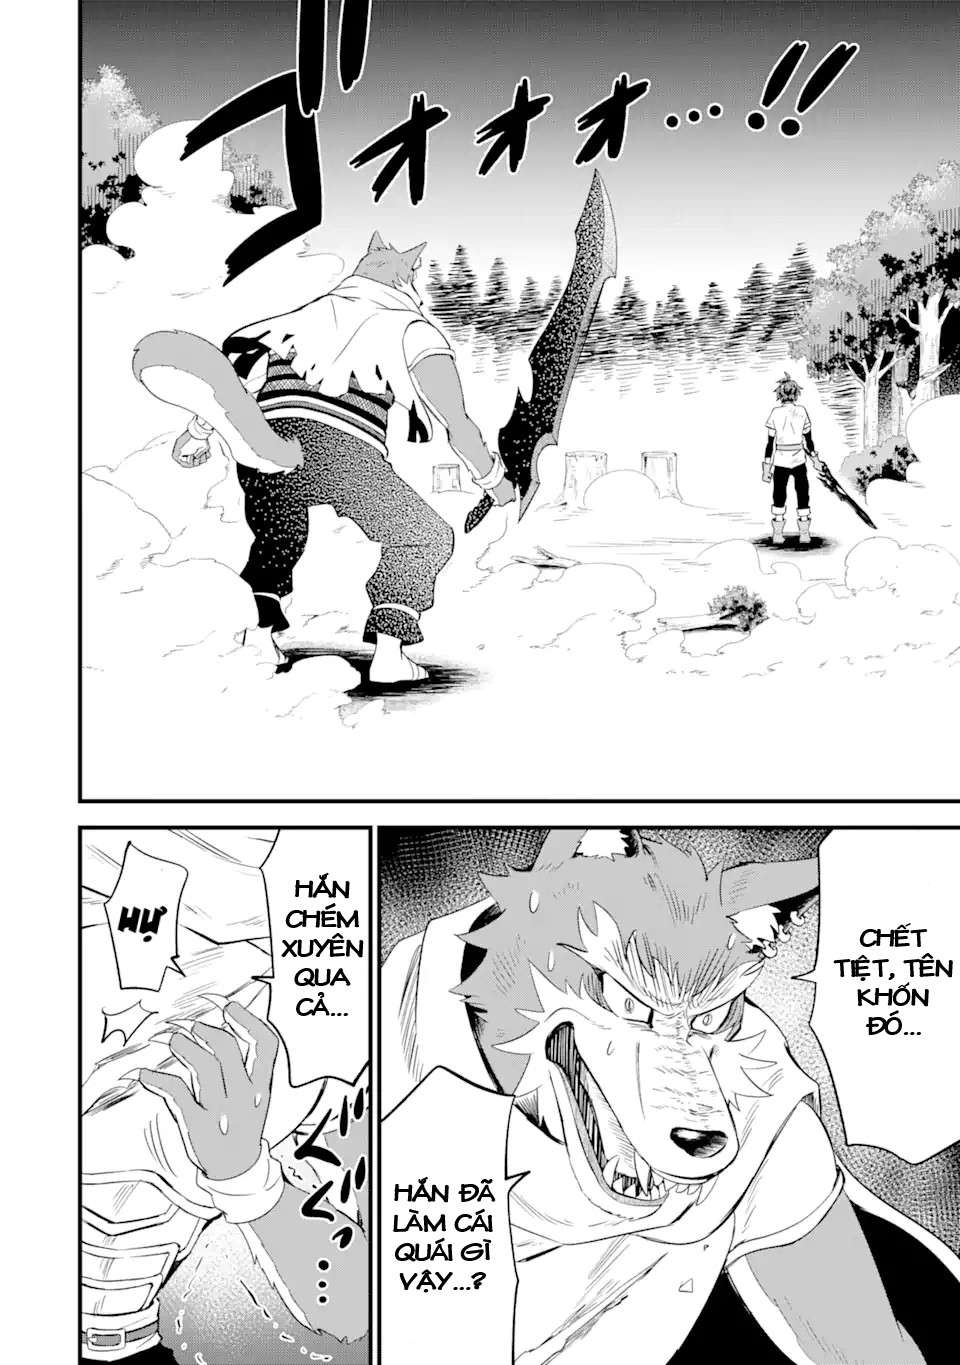 ゴオオオ…!!
CHẾT
TIỆT, TÊN
KHỐN
ĐÓ...
HẮN ĐÃ
LÀM CÁI
QUÁI GÌ
VẬY...?
HẮN
CHÉM
XUYÊN
QUA
CẢ...
HỰ